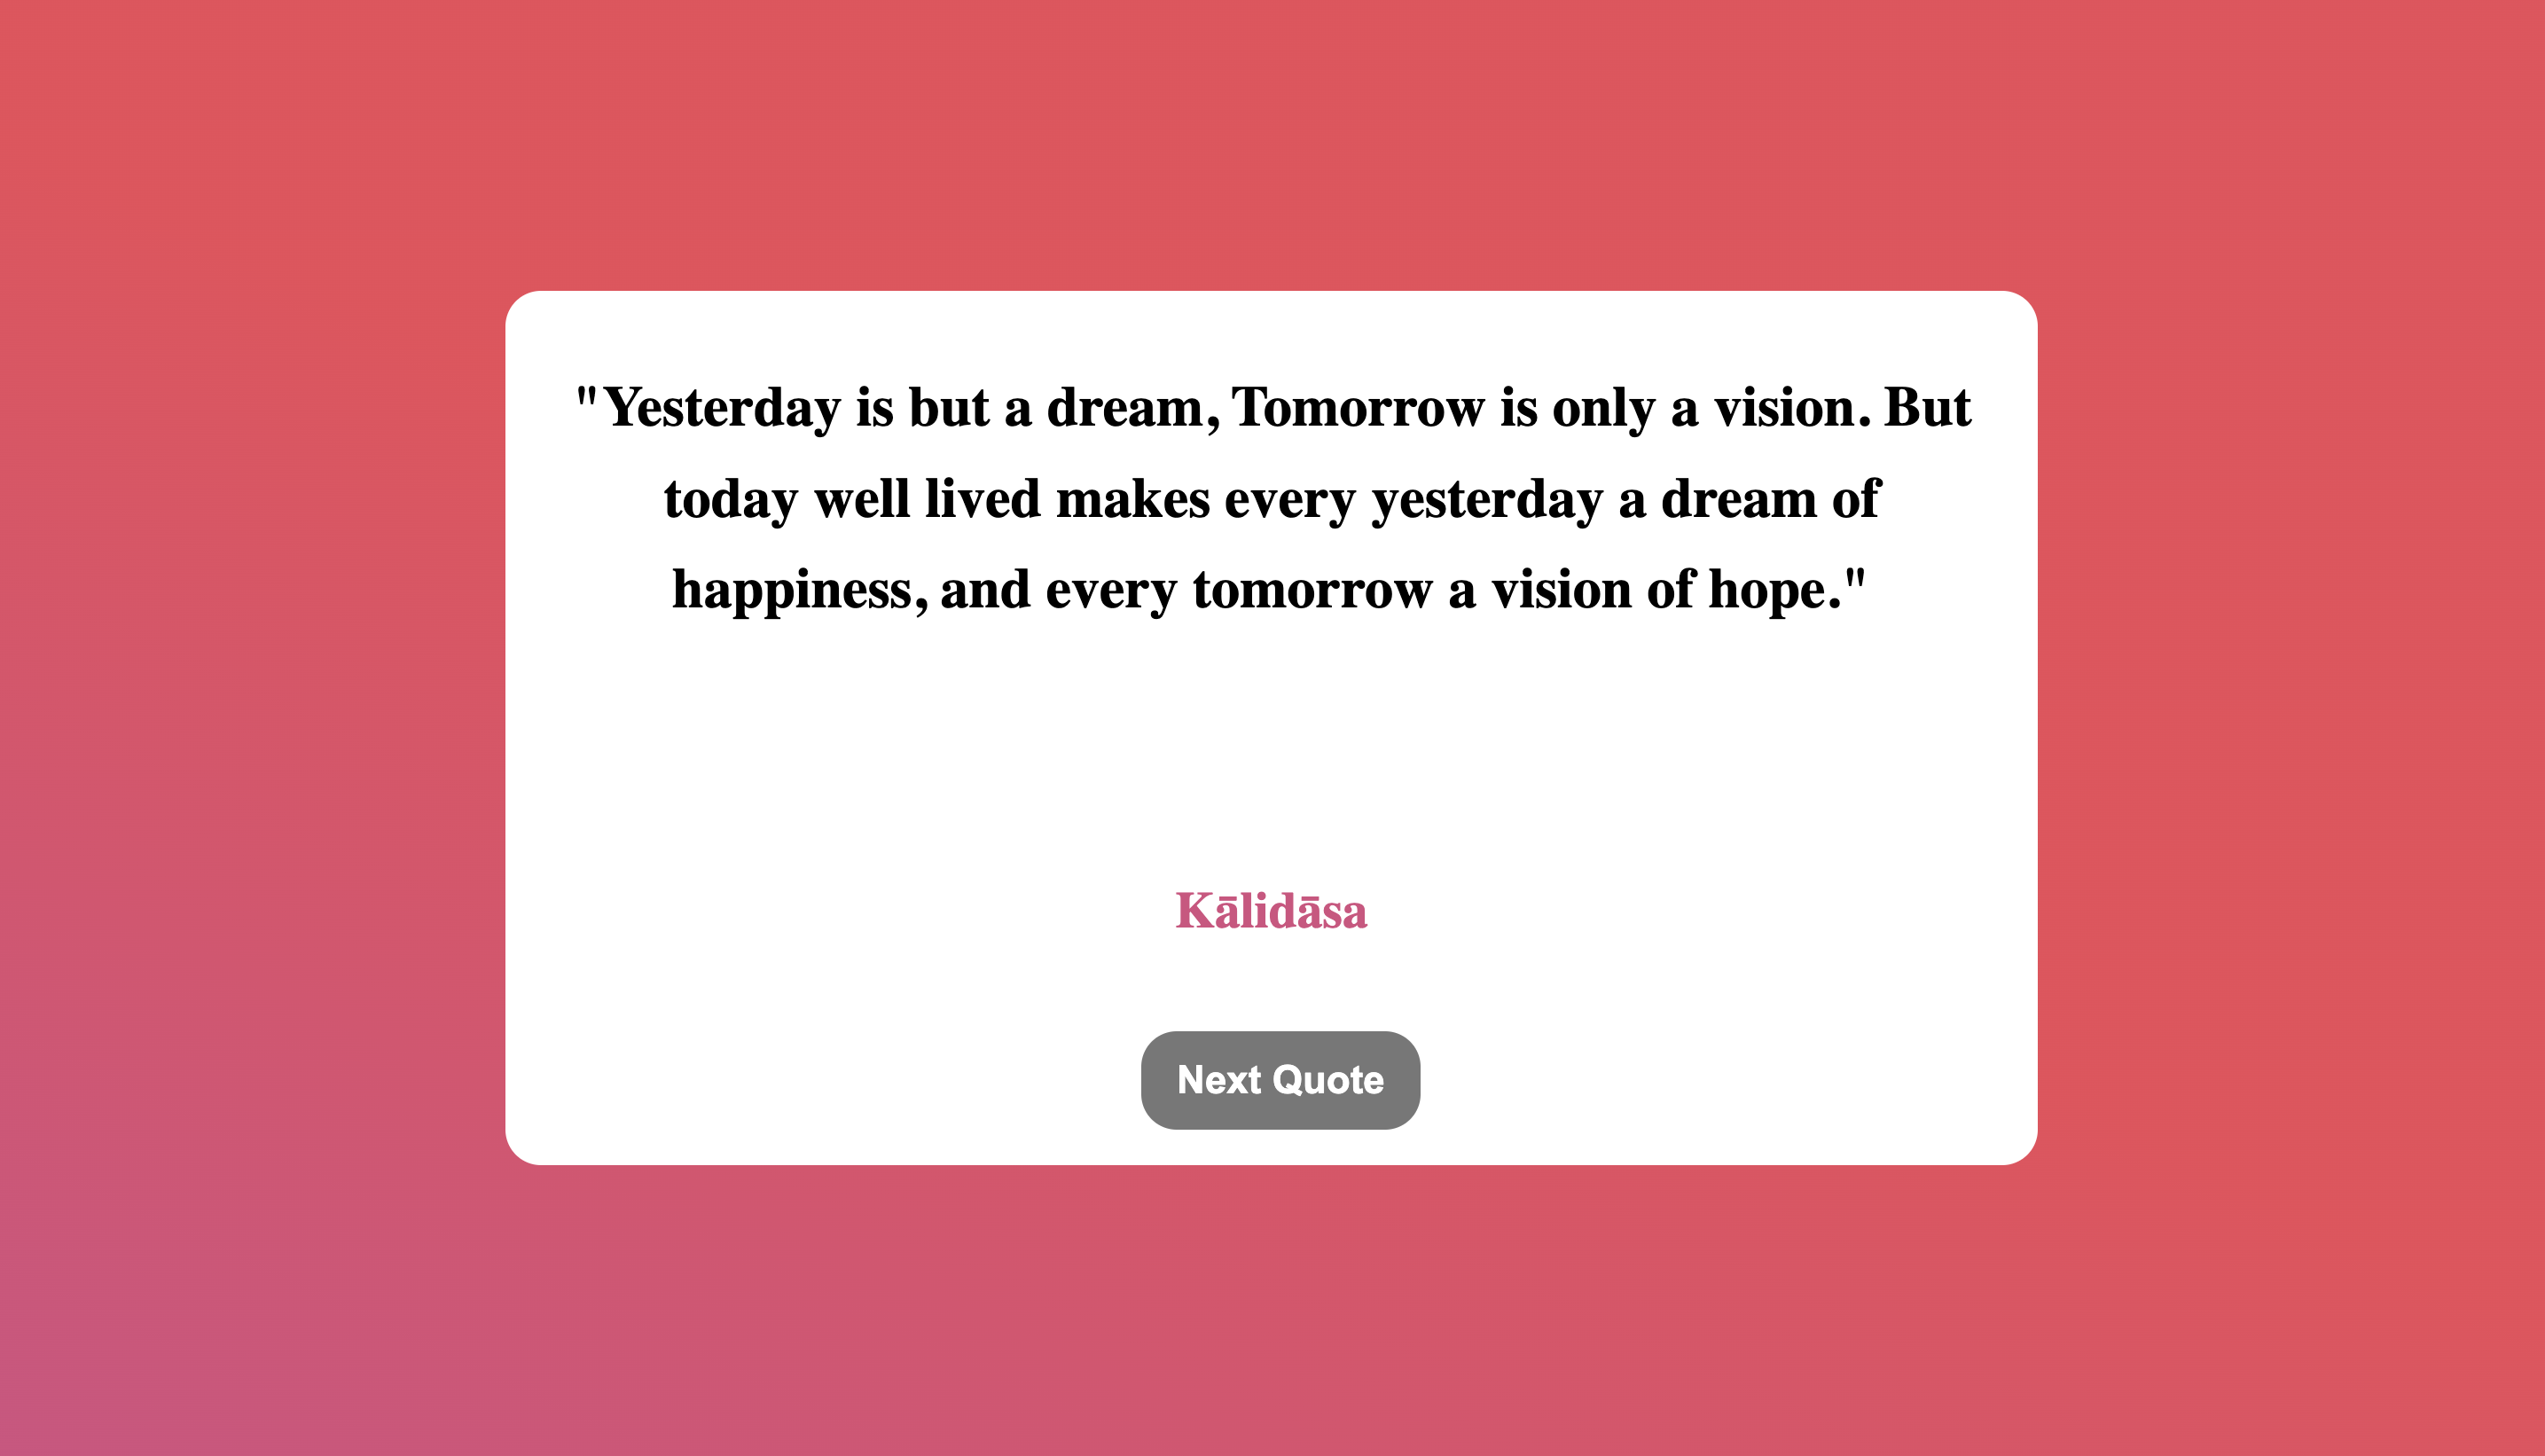 "Yesterday is but a dream, Tomorrow is only a vision. But
today well lived makes every yesterday a dream of
happiness, and every tomorrow a vision of hope."
Kālidāsa
Next Quote